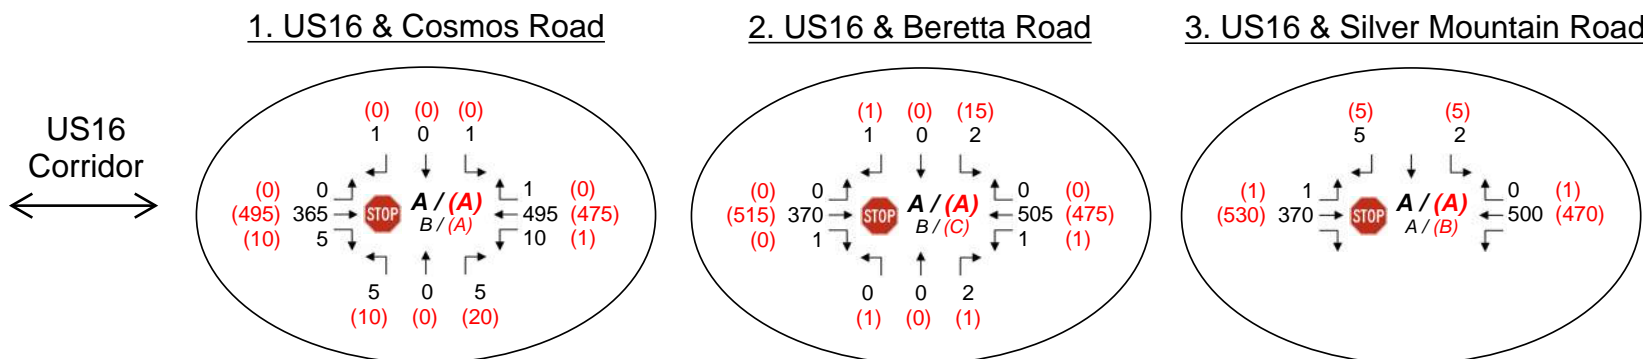 1. US16 & Cosmos Road
2. US16 & Beretta Road
3. US16 & Silver Mountain Road
US16
Corridor
(0) (0) (0)
1 0 1
(0) 0
(495) 365
(10) 5
STOP
A / (A)
B / (A)
1 (0)
495 (475)
10 (1)
5 0 5
(10) (0) (20)
(1) (0) (15)
1 0 2
(0) 0
(515) 370
(0) 1
STOP
A / (A)
B / (C)
0 (0)
505 (475)
1 (1)
0 0 2
(1) (0) (1)
(5) (5)
5 2
(1) 1
(530) 370
STOP
A / (A)
A / (B)
0 (1)
500 (470)